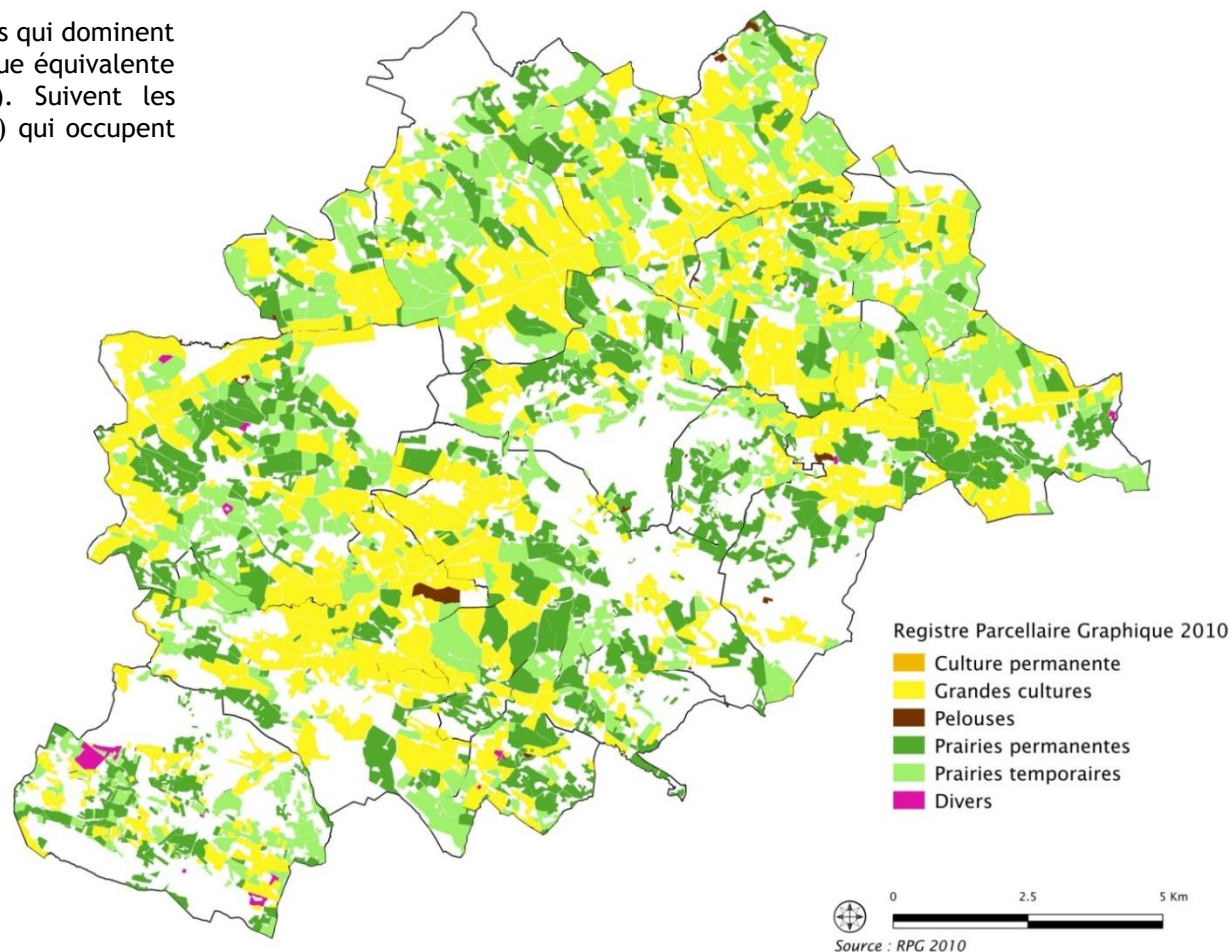 s qui dominent
ue équivalente
). Suivent les
) qui occupent
Registre Parcellaire Graphique 2010
Culture permanente
Grandes cultures
Pelouses
Prairies permanentes
Prairies temporaires
Divers
0 2.5 5 Km
Source : RPG 2010